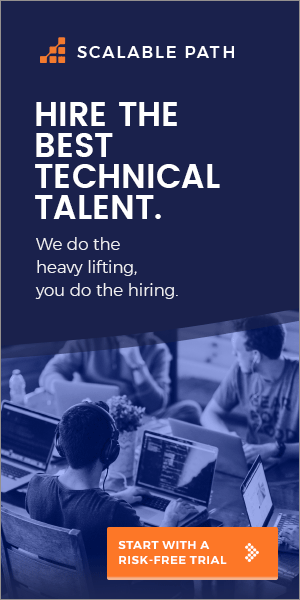 SCALABLE PATH
HIRE THE
BEST
TECHNICAL
TALENT.
We do the
heavy lifting,
you do the hiring.
START WITH A
RISK-FREE TRIAL